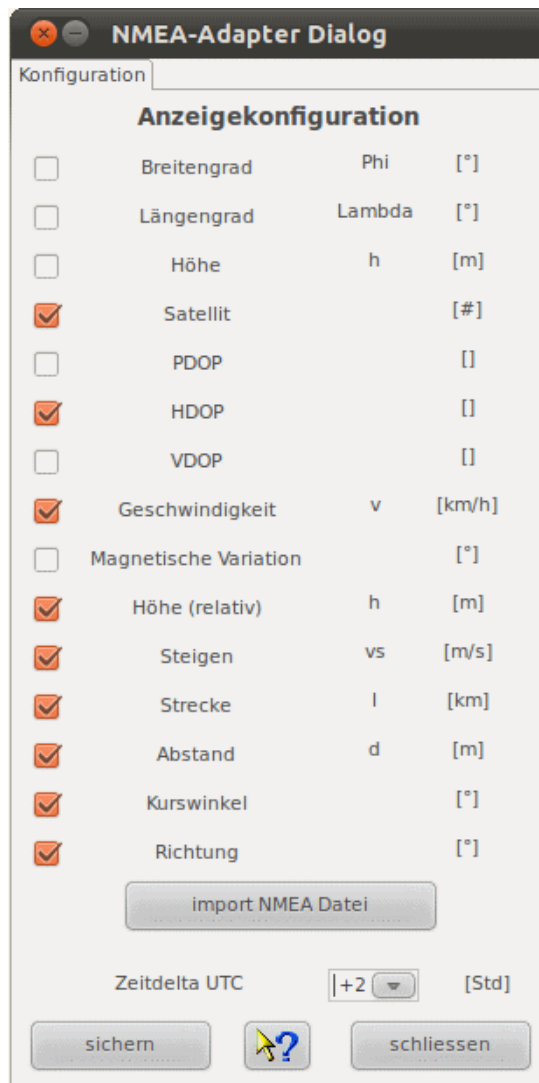 NMEA-Adapter Dialog
Konfiguration
Anzeigekonfiguration
Breitengrad Phi [°]
Längengrad Lambda [°]
Höhe h [m]
Satellit [#]
PDOP []
HDOP []
VDOP []
Geschwindigkeit v [km/h]
Magnetische Variation [°]
Höhe (relativ) h [m]
Steigen vs [m/s]
Strecke l [km]
Abstand d [m]
Kurswinkel [°]
Richtung [°]
import NMEA Datei
Zeitdelta UTC +2 [Std]
sichern ? schliessen